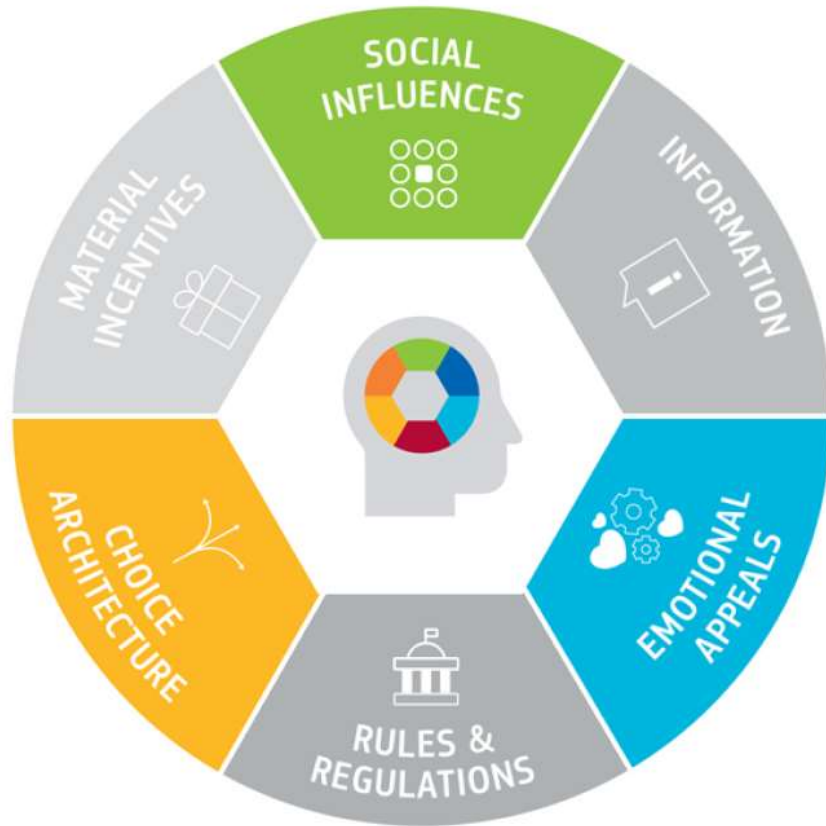 SOCIAL
INFLUENCES
INFORMATION
EMOTIONAL
APPEALS
RULES &
REGULATIONS
CHOICE
ARCHITECTURE
MATERIAL
INCENTIVES